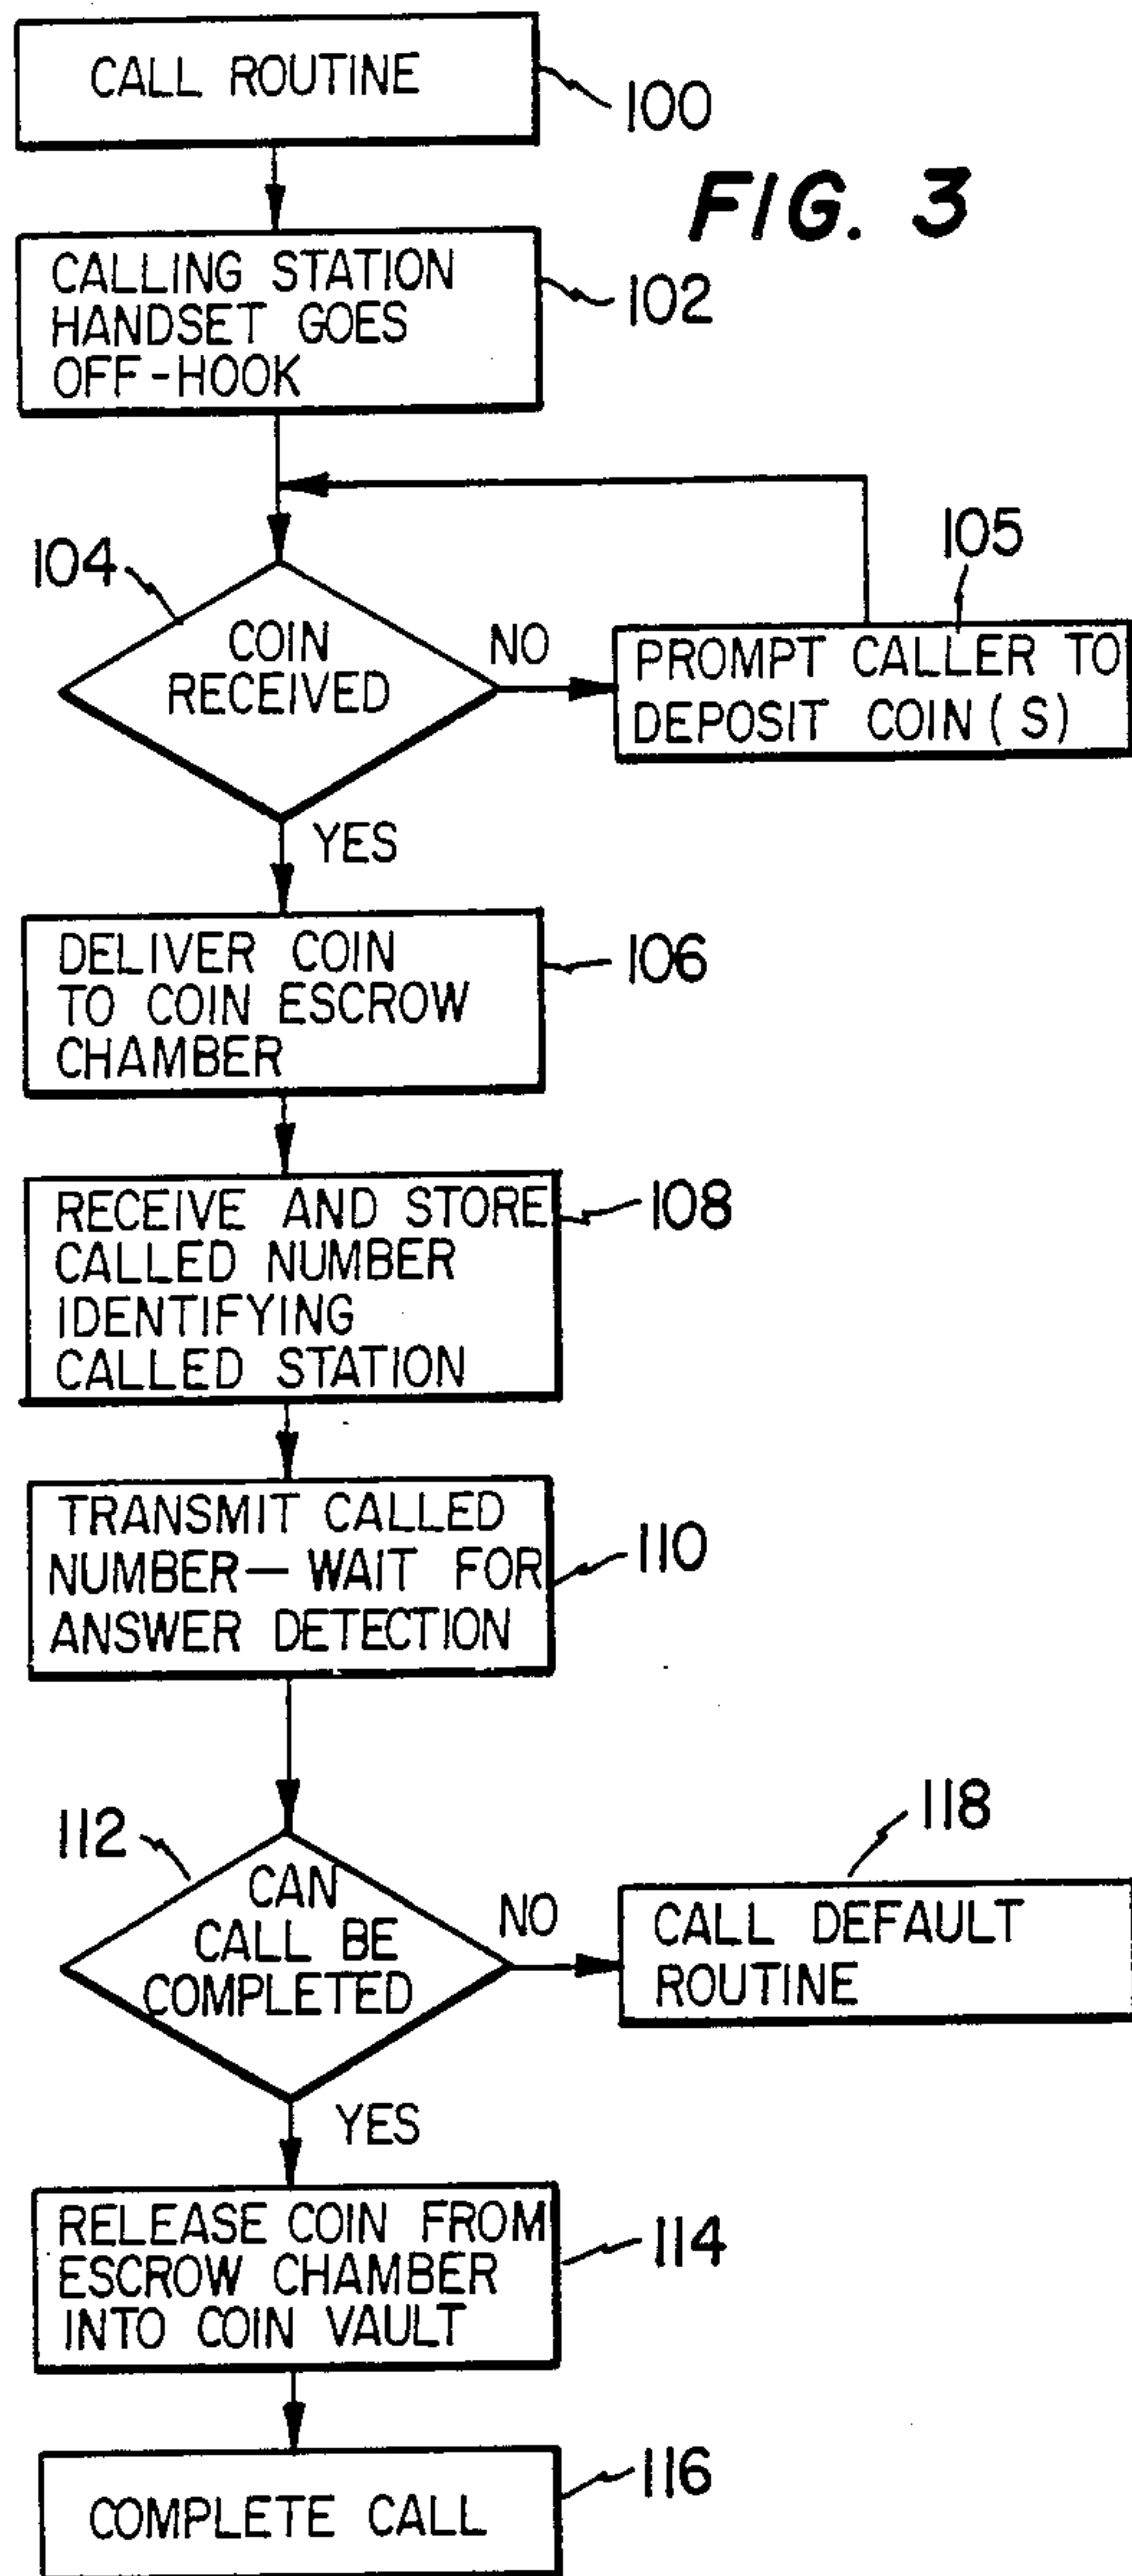 CALL ROUTINE
100
FIG. 3
CALLING STATION
HANDSET GOES
OFF-HOOK
102
104
COIN
RECEIVED
NO
105
PROMPT CALLER TO
DEPOSIT COIN(S)
YES
DELIVER COIN
TO COIN ESCROW
CHAMBER
106
RECEIVE AND STORE
CALLED NUMBER
IDENTIFYING
CALLED STATION
108
TRANSMIT CALLED
NUMBER—WAIT FOR
ANSWER DETECTION
110
112
CAN
CALL BE
COMPLETED
NO
118
CALL DEFAULT
ROUTINE
YES
RELEASE COIN FROM
ESCROW CHAMBER
INTO COIN VAULT
114
COMPLETE CALL
116